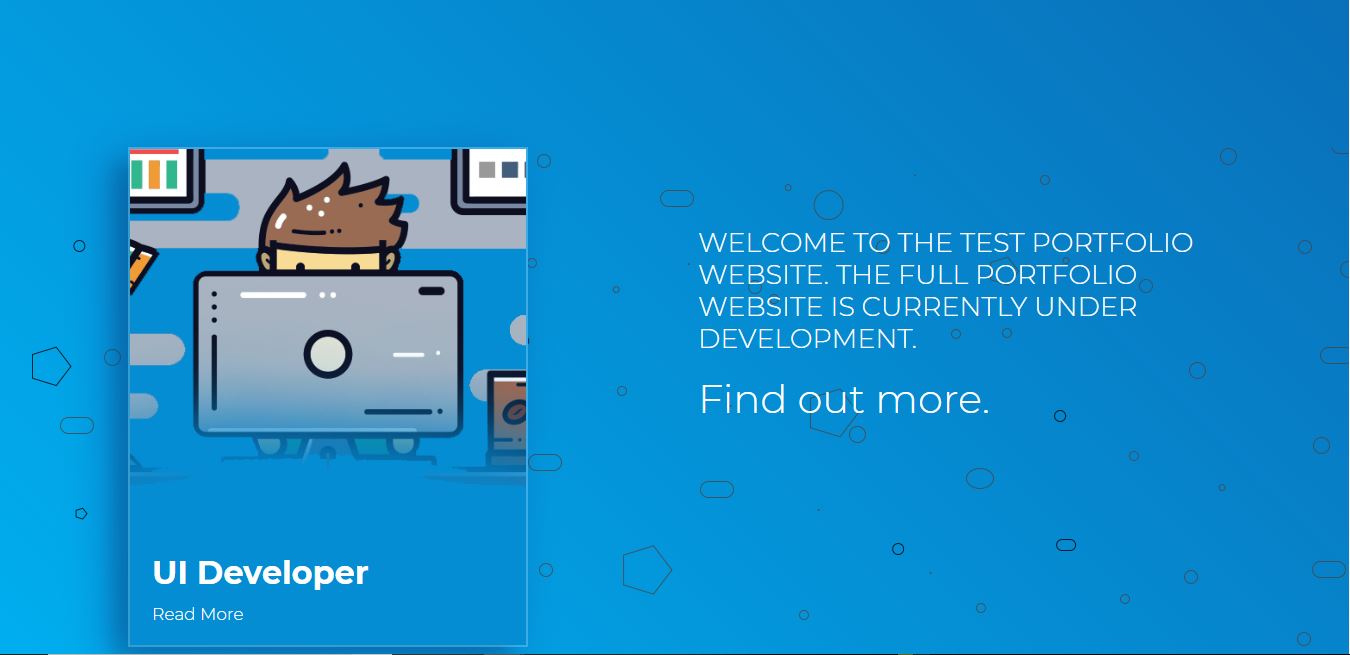 WELCOME TO THE TEST PORTFOLIO
WEBSITE. THE FULL PORTFOLIO
WEBSITE IS CURRENTLY UNDER
DEVELOPMENT.
Find out more.
UI Developer
Read More